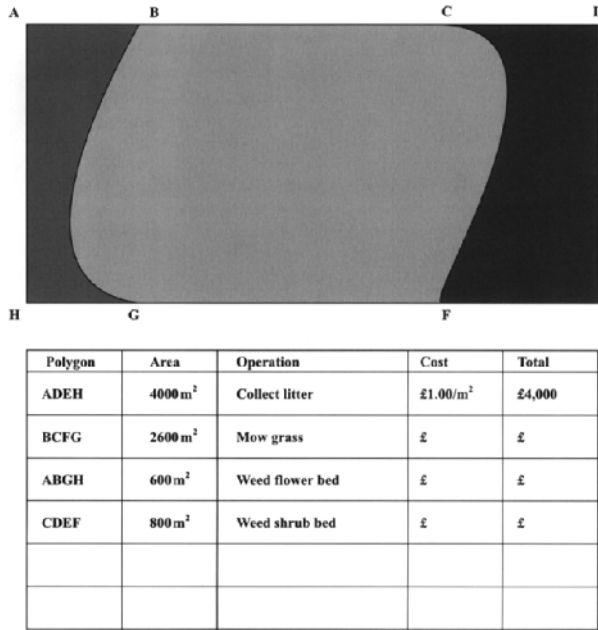 A B C
H G F
Polygon Area Operation Cost Total
ADEH 4000 m² Collect litter £1.00/m² £4,000
BCFG 2600 m² Mow grass £ £
ABGH 600 m² Weed flower bed £ £
CDEF 800 m² Weed shrub bed £ £